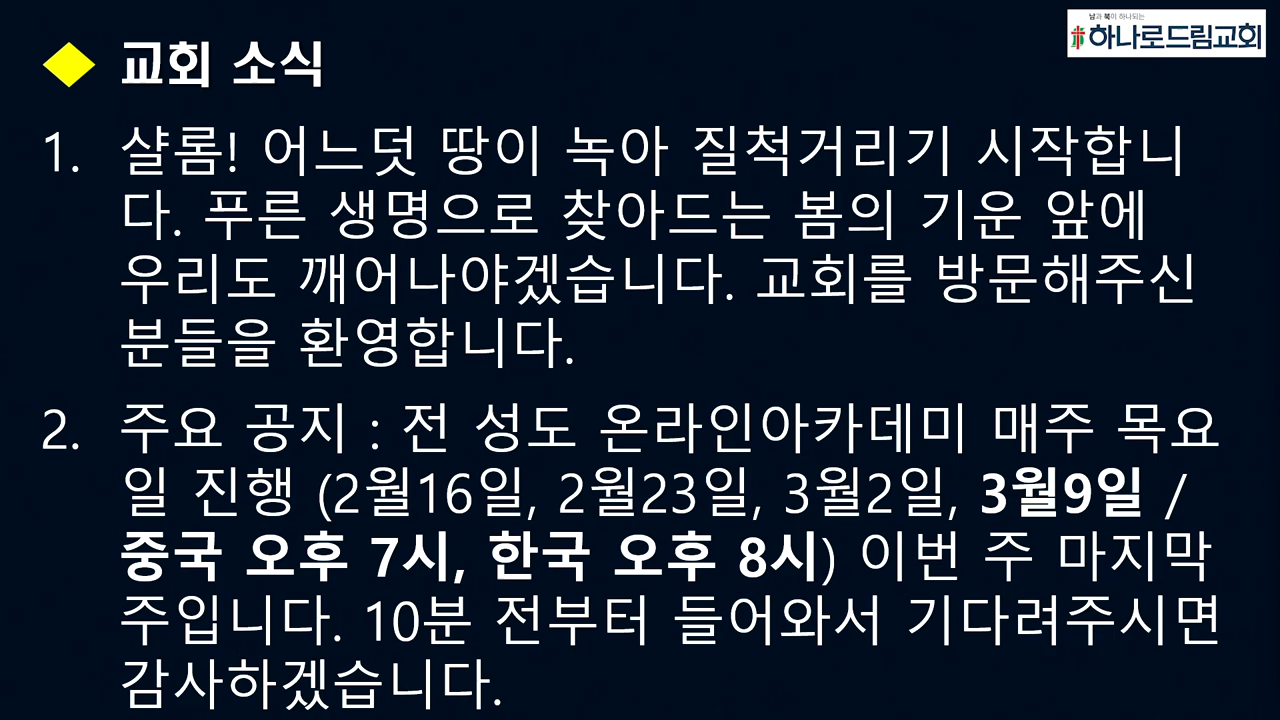 남과 북이 하나되는
하나로드림교회
◆ 교회 소식
1. 샬롬! 어느덧 땅이 녹아 질척거리기 시작합니
다. 푸른 생명으로 찾아드는 봄의 기운 앞에
우리도 깨어나야겠습니다. 교회를 방문해주신
분들을 환영합니다.
2. 주요 공지 : 전 성도 온라인아카데미 매주 목요
일 진행 (2월16일, 2월23일, 3월2일, 3월9일 /
중국 오후 7시, 한국 오후 8시) 이번 주 마지막
주입니다. 10분 전부터 들어와서 기다려주시면
감사하겠습니다.